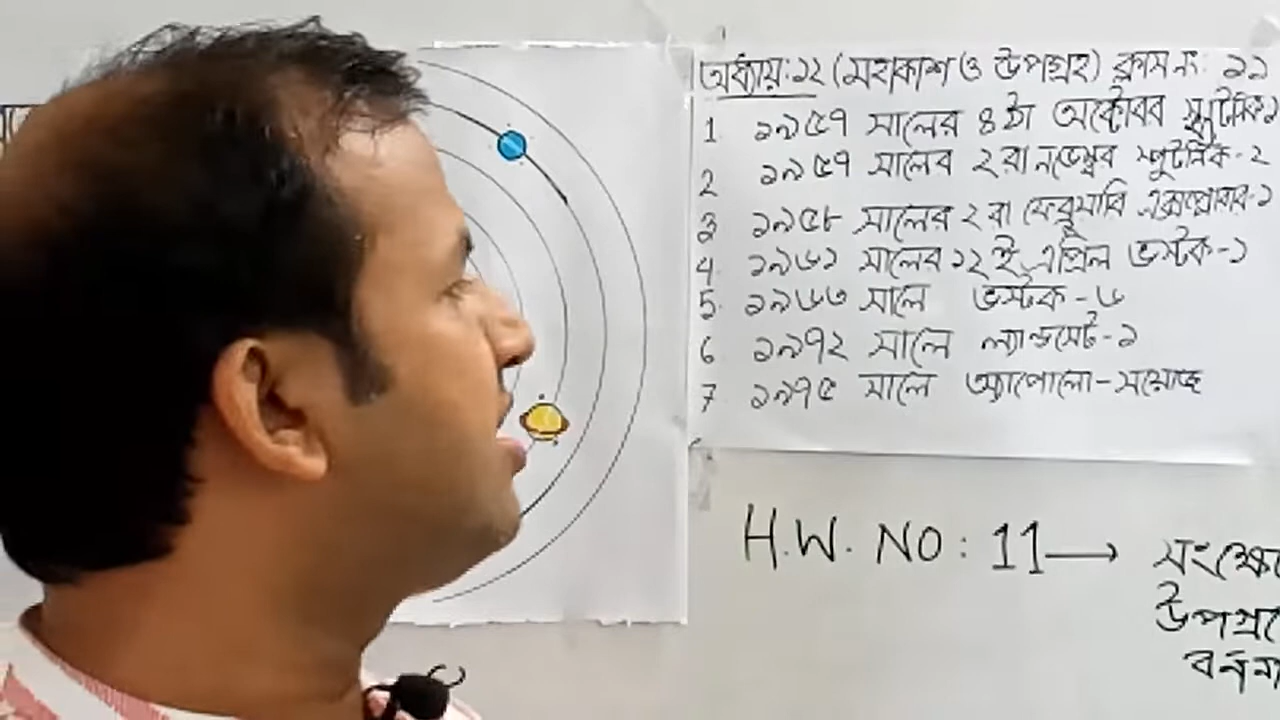 অধ্যায়:১২ (মহাকাশ ও উপগ্রহ) ক্লাস নং: ১১
1. ১৯৫৭ সালের ৪ঠা অক্টোবর স্পুটনিক-১
2 ১৯৫৭ সালের ২রা নভেম্বর স্পুটনিক-২
3 ১৯৫৮ সালের ২রা ফেব্রুয়ারি এক্সপ্লোরার-১
4. ১৯৬১ সালের ১২ই এপ্রিল ভস্টক-১
5. ১৯৬৩ সালে ভস্টক-৬
6 ১৯৭২ সালে ল্যান্ডসেট-১
7. ১৯৭৫ সালে অ্যাপোলো-সয়োজ
H.W. NO: 11→ সংক্ষে
উপগ্র
বর্ননা